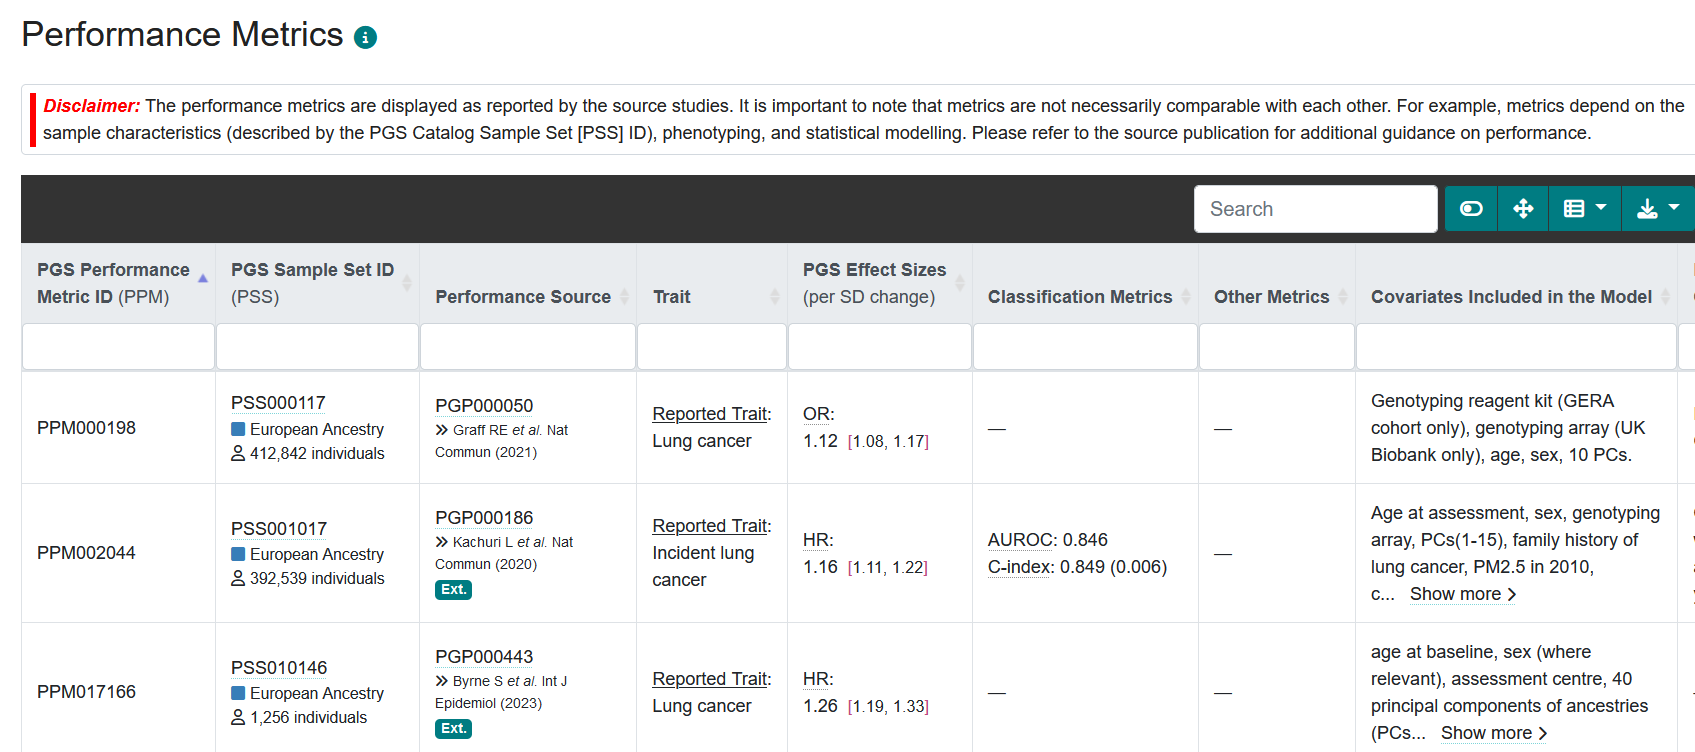 Performance Metrics
Disclaimer: The performance metrics are displayed as reported by the source studies. It is important to note that metrics are not necessarily comparable with each other. For example, metrics depend on the
sample characteristics (described by the PGS Catalog Sample Set [PSS] ID), phenotyping, and statistical modelling. Please refer to the source publication for additional guidance on performance.
Search
PGS Performance
Metric ID (PPM)
PGS Sample Set ID
(PSS)
Performance Source
Trait
PGS Effect Sizes
(per SD change)
Classification Metrics
Other Metrics
Covariates Included in the Model
PPM000198
PSS000117
European Ancestry
412,842 individuals
PGP000050
Graff RE et al. Nat
Commun (2021)
Reported Trait:
Lung cancer
OR:
1.12 [1.08, 1.17]
—
—
Genotyping reagent kit (GERA
cohort only), genotyping array (UK
Biobank only), age, sex, 10 PCs.
PPM002044
PSS001017
European Ancestry
392,539 individuals
PGP000186
Kachuri L et al. Nat
Commun (2020)
Ext.
Reported Trait:
Incident lung
cancer
HR:
1.16 [1.11, 1.22]
AUROC: 0.846
C-index: 0.849 (0.006)
—
Age at assessment, sex, genotyping
array, PCs(1-15), family history of
lung cancer, PM2.5 in 2010,
c... Show more
PPM017166
PSS010146
European Ancestry
1,256 individuals
PGP000443
Byrne S et al. Int J
Epidemiol (2023)
Ext.
Reported Trait:
Lung cancer
HR:
1.26 [1.19, 1.33]
—
—
age at baseline, sex (where
relevant), assessment centre, 40
principal components of ancestries
(PCs... Show more